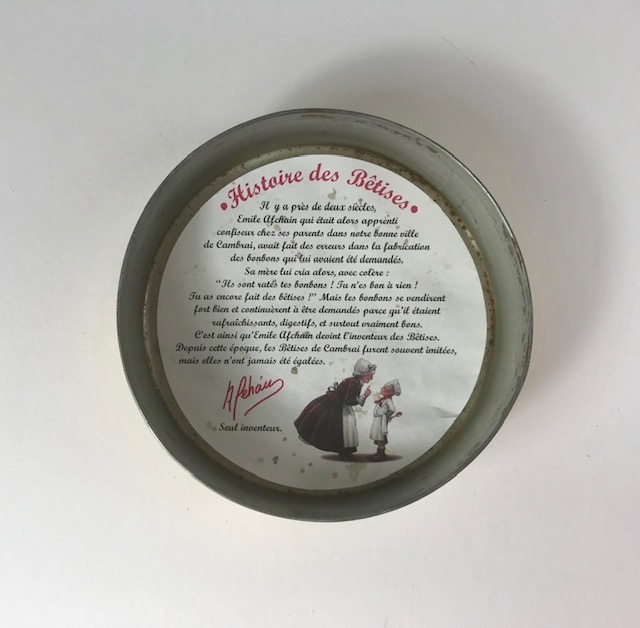 •Histoire des Bêtises•
Il y a près de deux siècles,
Emile Afchain qui était alors apprenti
confiseur chez ses parents dans notre bonne ville
de Cambrai, avait fait des erreurs dans la fabrication
des bonbons qui lui avaient été demandés.
Sa mère lui cria alors, avec colère :
"Ils sont ratés tes bonbons ! Tu n'es bon à rien !
Tu as encore fait des bêtises !" Mais les bonbons se vendirent
fort bien et continuèrent à être demandés parce qu'il étaient
rafraîchissants, digestifs, et surtout vraiment bons.
C'est ainsi qu'Emile Afchain devint l'inventeur des Bêtises.
Depuis cette époque, les Bêtises de Cambrai furent souvent imitées,
mais elles n'ont jamais été égalées.
Afchain
Seul inventeur.